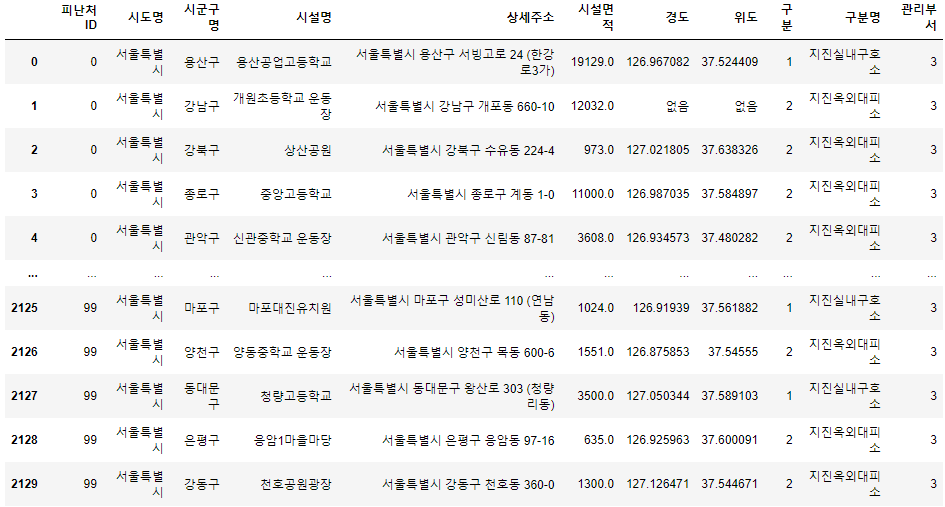 피난처ID 시도명 시군구명 시설명 상세주소 시설면적 경도 위도 구분 구분명 관리부서
0 0 서울특별시 용산구 용산공업고등학교 서울특별시 용산구 서빙고로 24 (한강로3가) 19129.0 126.967082 37.524409 1 지진실내구호소 3
1 0 서울특별시 강남구 개원초등학교 운동장 서울특별시 강남구 개포동 660-10 12032.0 없음 없음 2 지진옥외대피소 3
2 0 서울특별시 강북구 상산공원 서울특별시 강북구 수유동 224-4 973.0 127.021805 37.638326 2 지진옥외대피소 3
3 0 서울특별시 종로구 중앙고등학교 서울특별시 종로구 계동 1-0 11000.0 126.987035 37.584897 2 지진옥외대피소 3
4 0 서울특별시 관악구 신관중학교 운동장 서울특별시 관악구 신림동 87-81 3608.0 126.934573 37.480282 2 지진옥외대피소 3
... ... ... ... ... ... ... ... ... ... ... ...
2125 99 서울특별시 마포구 마포대진유치원 서울특별시 마포구 성미산로 110 (연남동) 1024.0 126.91939 37.561882 1 지진실내구호소 3
2126 99 서울특별시 양천구 양동중학교 운동장 서울특별시 양천구 목동 600-6 1551.0 126.875853 37.54555 2 지진옥외대피소 3
2127 99 서울특별시 동대문구 청량고등학교 서울특별시 동대문구 왕산로 303 (청량리동) 3500.0 127.050344 37.589103 1 지진실내구호소 3
2128 99 서울특별시 은평구 응암1마을마당 서울특별시 은평구 응암동 97-16 635.0 126.925963 37.600091 2 지진옥외대피소 3
2129 99 서울특별시 강동구 천호공원광장 서울특별시 강동구 천호동 360-0 1300.0 127.126471 37.544671 2 지진옥외대피소 3